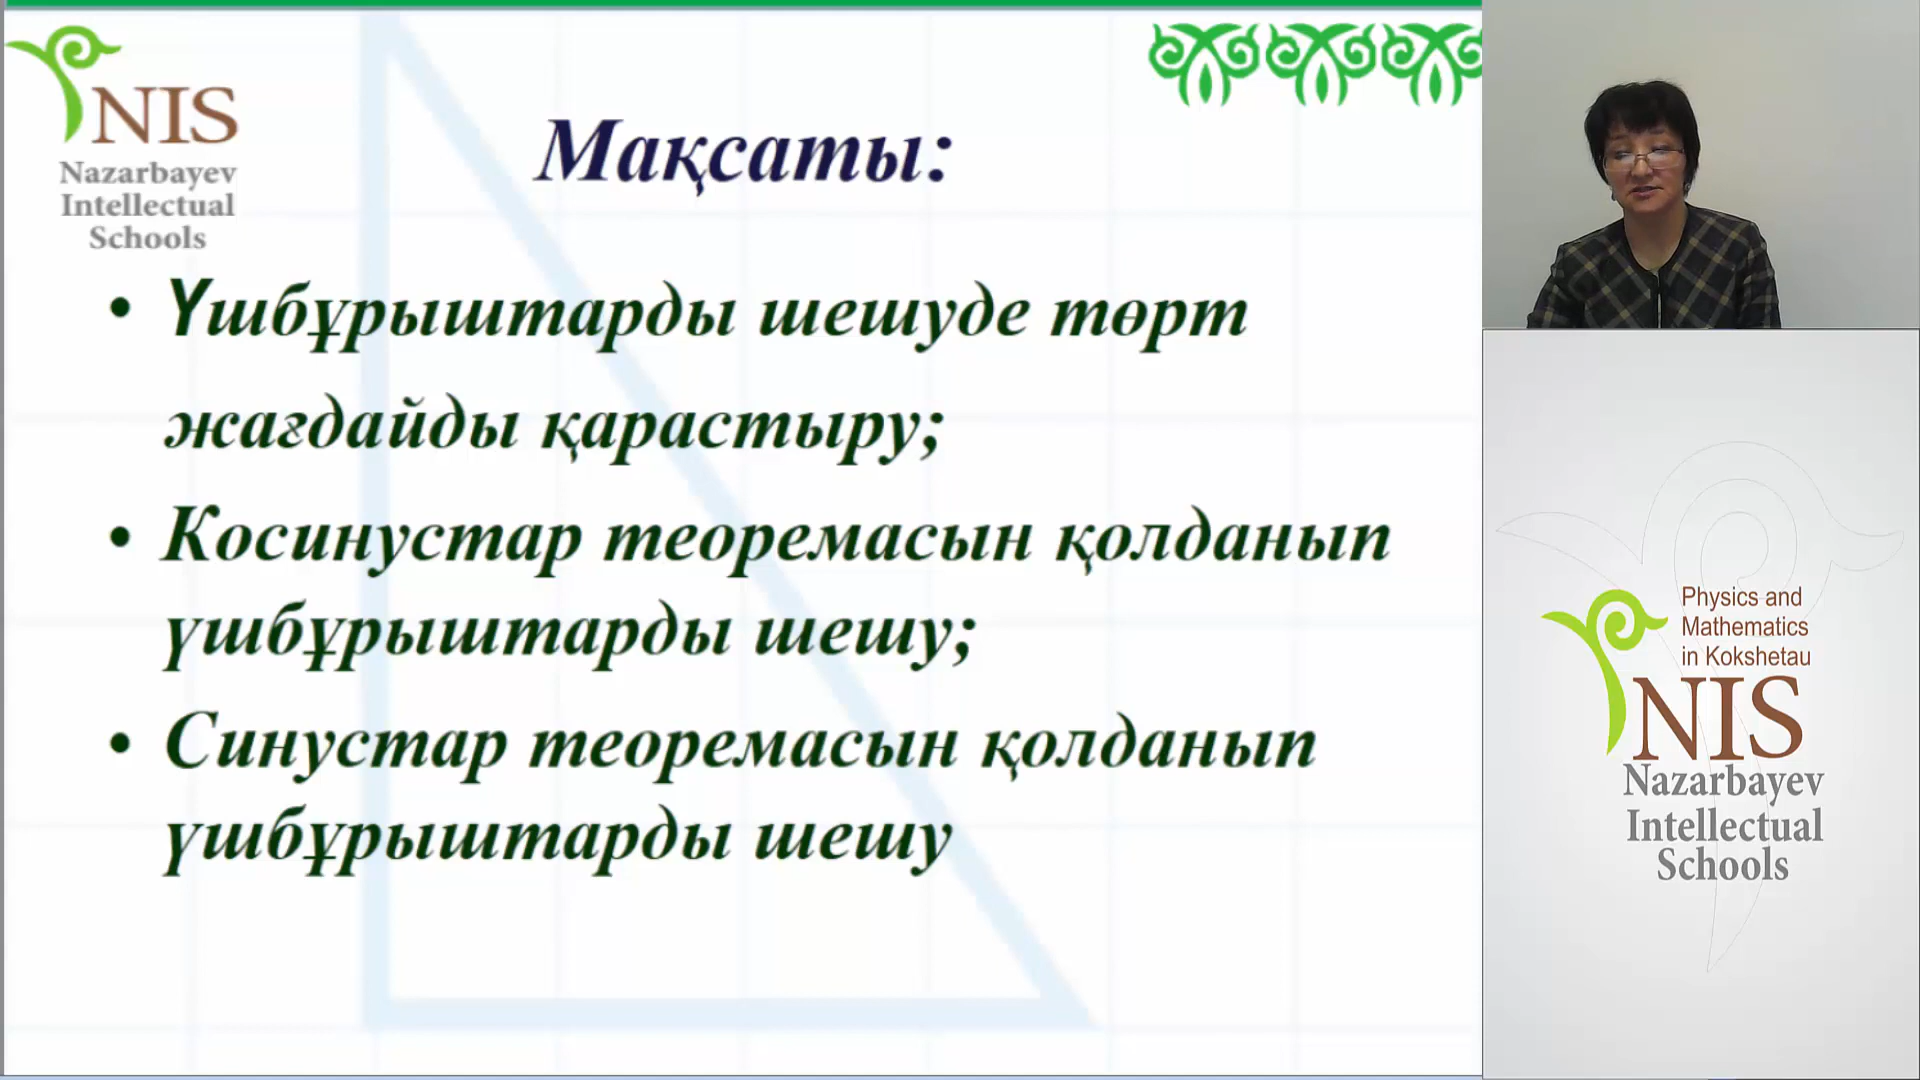 NIS
Nazarbayev
Intellectual
Schools
Мақсаты:
• Үшбұрыштарды шешуде төрт
жағдайды қарастыру;
• Косинустар теоремасын қолданып
үшбұрыштарды шешу;
• Синустар теоремасын қолданып
үшбұрыштарды шешу
Physics and
Mathematics
in Kokshetau
NIS
Nazarbayev
Intellectual
Schools